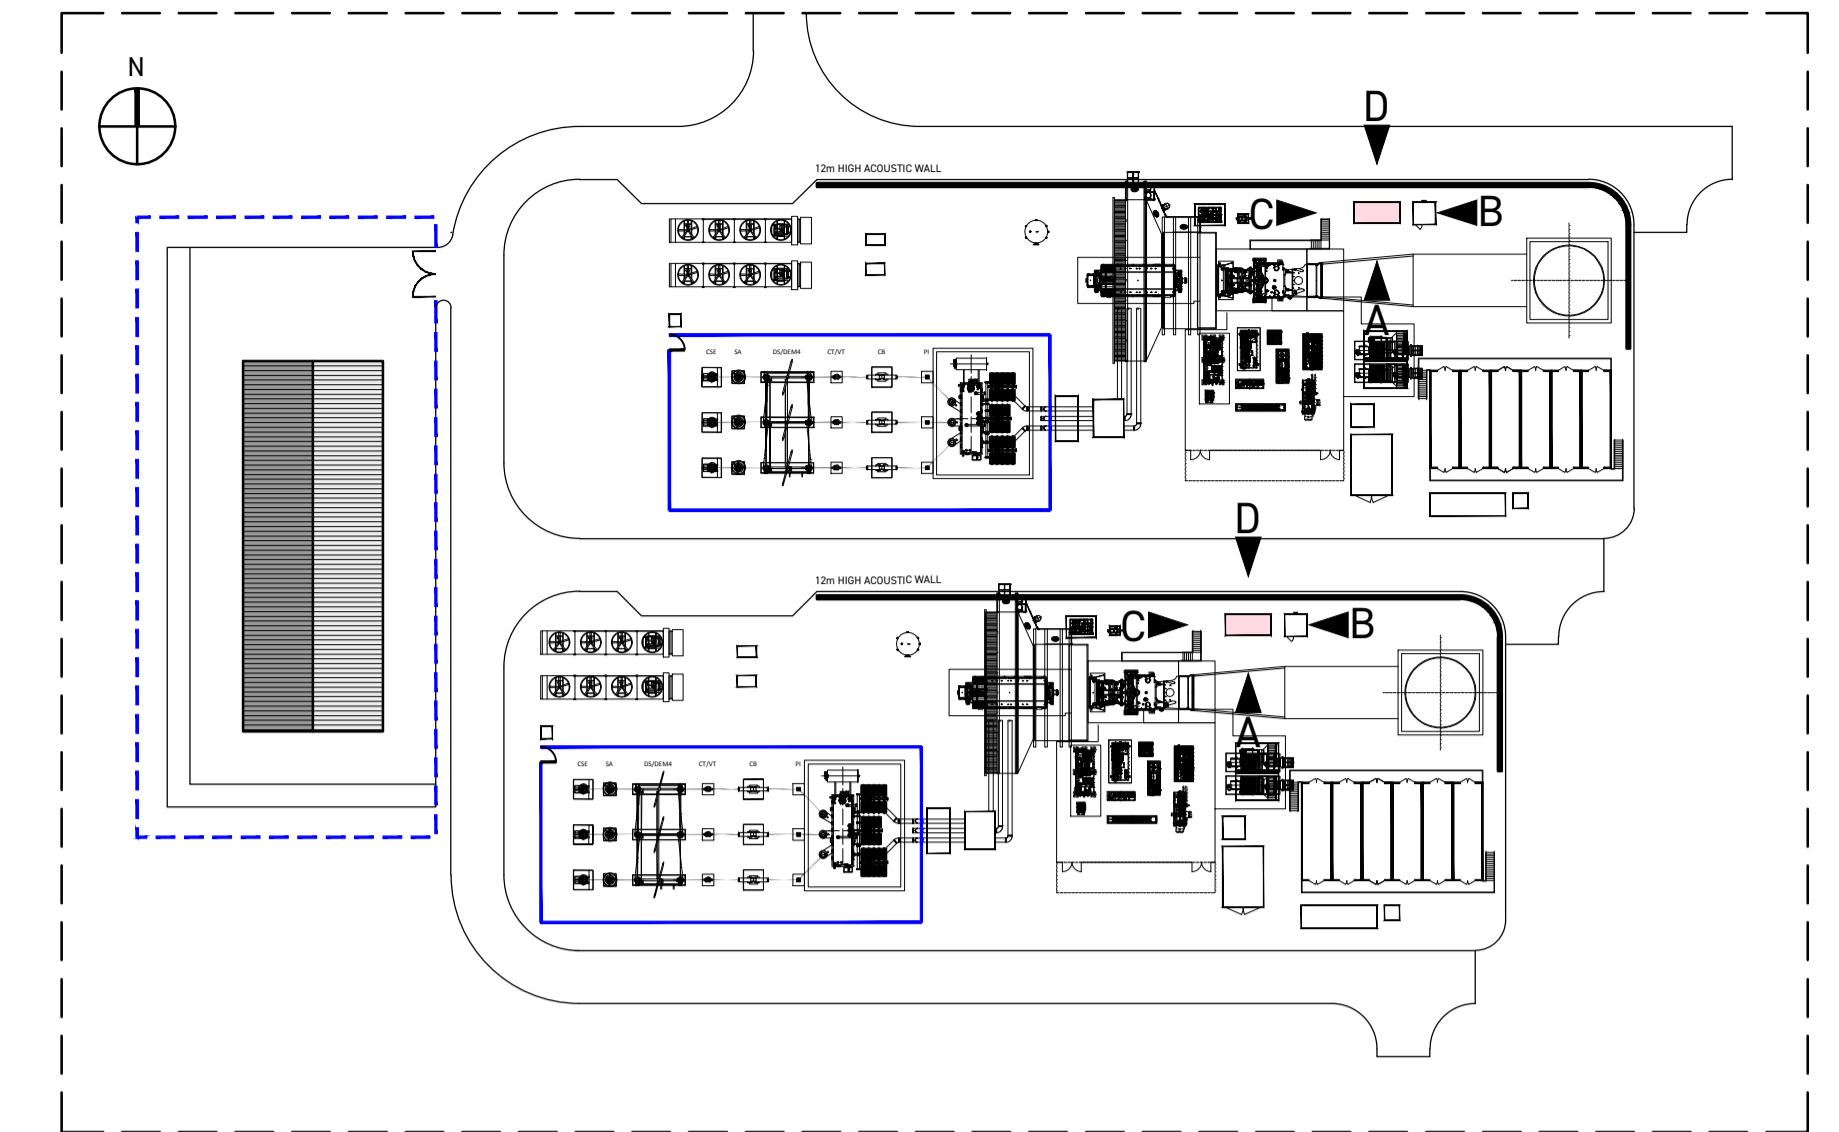 N
D
12m HIGH ACOUSTIC WALL
C
B
A
CSE SA DS/DEM4 CT/VT CB PI
D
12m HIGH ACOUSTIC WALL
C
B
A
CSE SA DS/DEM4 CT/VT CB PI